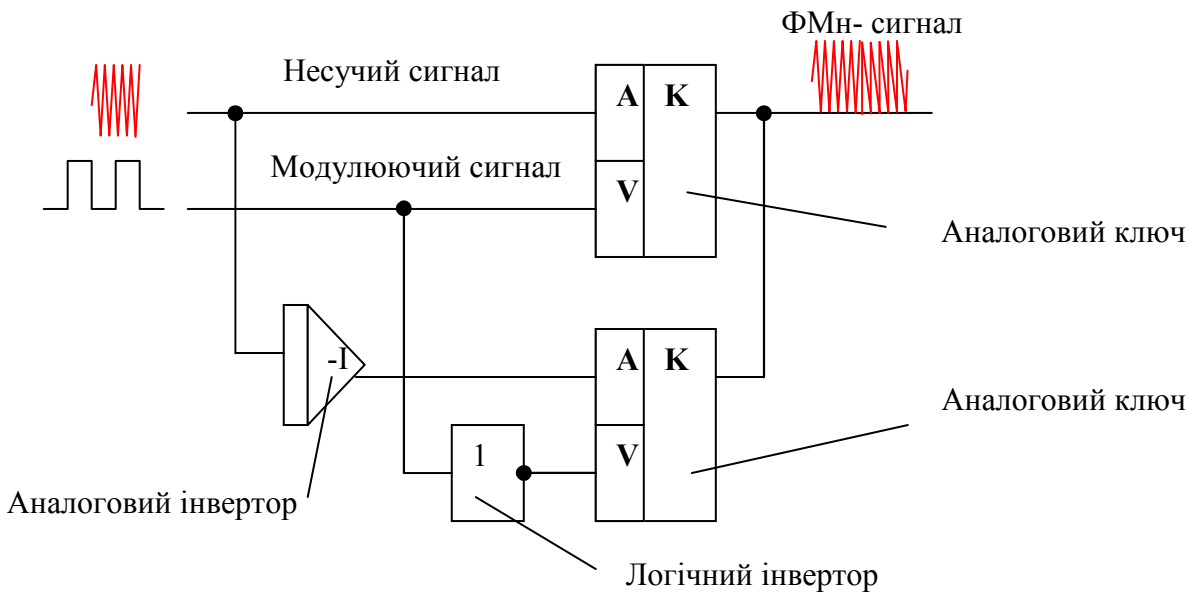 ФМн- сигнал
Несучий сигнал
A K
Модулюючий сигнал
V
Аналоговий ключ
-I
A K
Аналоговий ключ
1
V
Аналоговий інвертор
Логічний інвертор